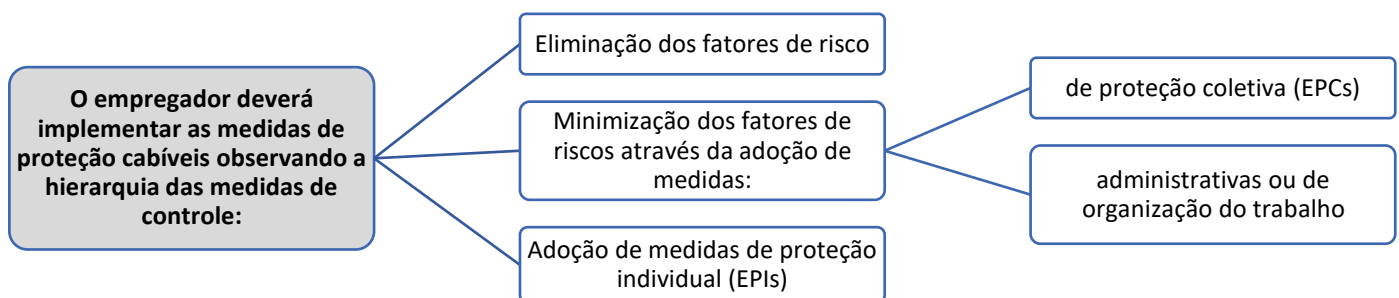 O empregador deverá
implementar as medidas de
proteção cabíveis observando a
hierarquia das medidas de
controle:
Eliminação dos fatores de risco
Minimização dos fatores de
riscos através da adoção de
medidas:
de proteção coletiva (EPCs)
administrativas ou de
organização do trabalho
Adoção de medidas de proteção
individual (EPIs)